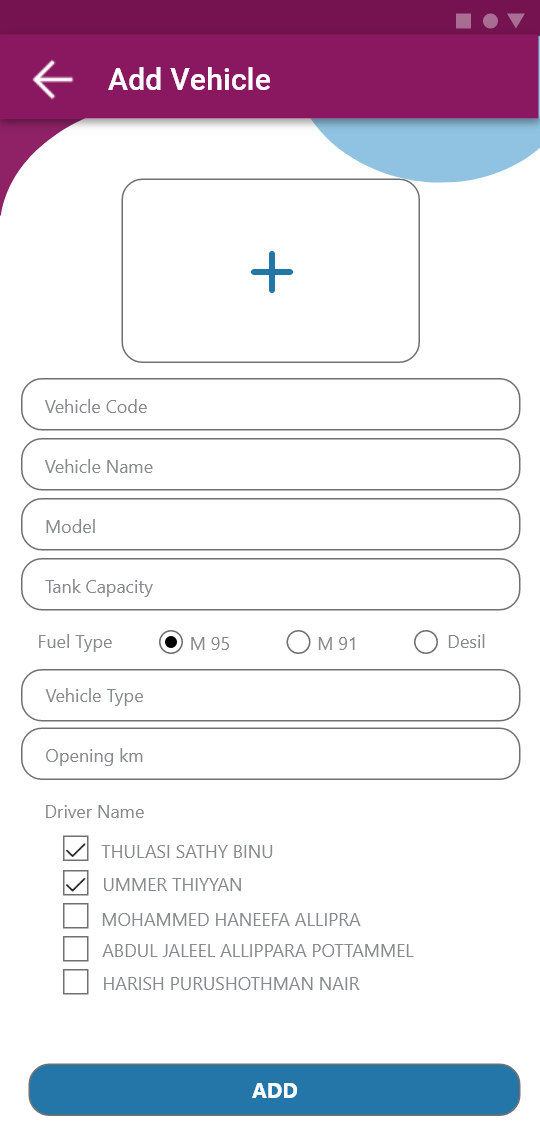 Add Vehicle
Vehicle Code
Vehicle Name
Model
Tank Capacity
Fuel Type M 95 M 91 Desil
Vehicle Type
Opening km
Driver Name
THULASI SATHY BINU
UMMER THIYYAN
MOHAMMED HANEEFA ALLIPRA
ABDUL JALEEL ALLIPPARA POTTAMMEL
HARISH PURUSHOTHMAN NAIR
ADD